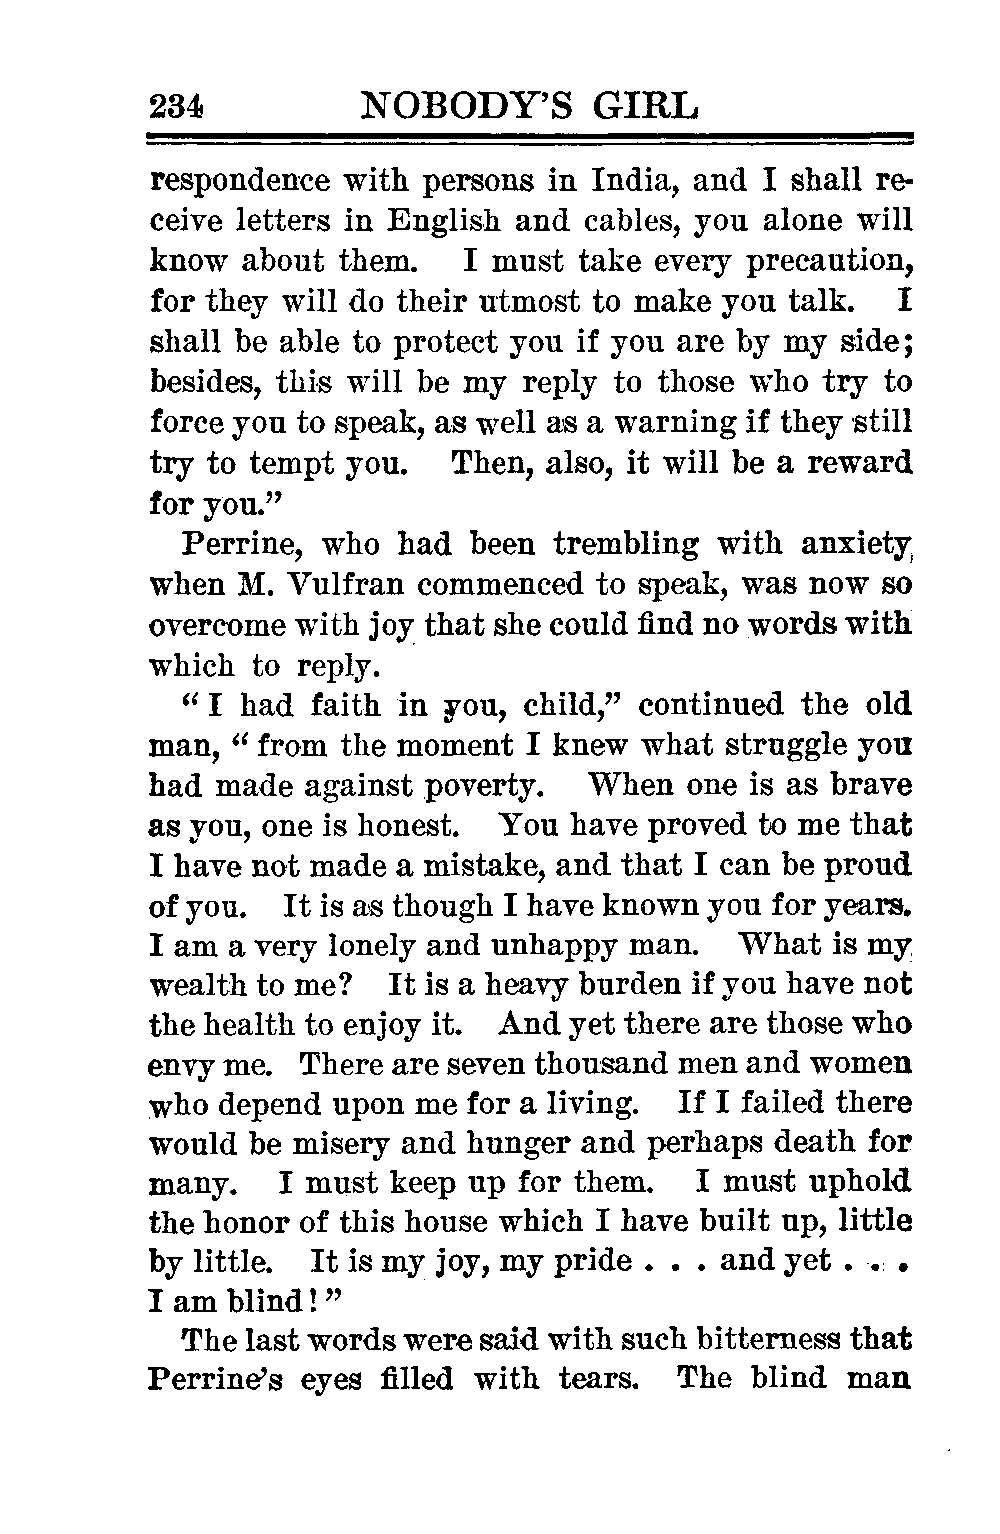 234 NOBODY'S GIRL
respondence with persons in India, and I shall re-
ceive letters in English and cables, you alone will
know about them. I must take every precaution,
for they will do their utmost to make you talk. I
shall be able to protect you if you are by my side;
besides, this will be my reply to those who try to
force you to speak, as well as a warning if they still
try to tempt you. Then, also, it will be a reward
for you."
Perrine, who had been trembling with anxiety,
when M. Vulfran commenced to speak, was now so
overcome with joy that she could find no words with
which to reply.
"I had faith in you, child," continued the old
man, "from the moment I knew what struggle you
had made against poverty. When one is as brave
as you, one is honest. You have proved to me that
I have not made a mistake, and that I can be proud
of you. It is as though I have known you for years.
I am a very lonely and unhappy man. What is my
wealth to me? It is a heavy burden if you have not
the health to enjoy it. And yet there are those who
envy me. There are seven thousand men and women
who depend upon me for a living. If I failed there
would be misery and hunger and perhaps death for
many. I must keep up for them. I must uphold
the honor of this house which I have built up, little
by little. It is my joy, my pride . . . and yet . . .
I am blind!"
The last words were said with such bitterness that
Perrine's eyes filled with tears. The blind man